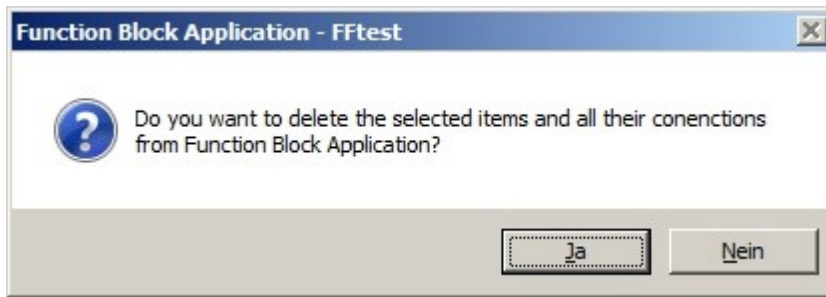 Function Block Application - FFtest
Do you want to delete the selected items and all their conenctions
from Function Block Application?
Ja
Nein